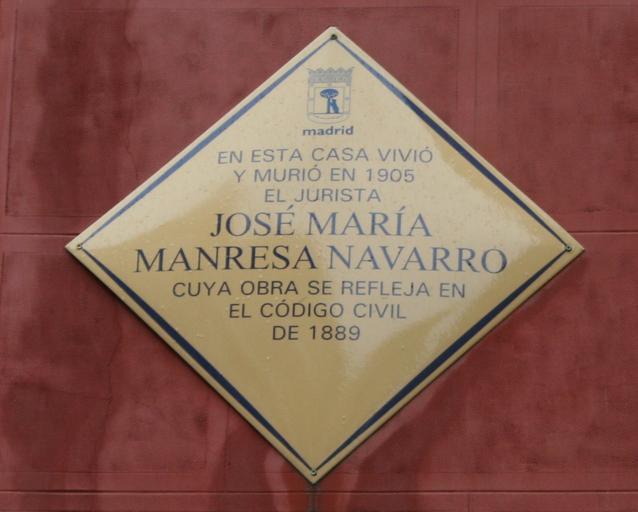 madrid
EN ESTA CASA VIVIÓ
Y MURIÓ EN 1905
EL JURISTA
JOSÉ MARÍA
MANRESA NAVARRO
CUYA OBRA SE REFLEJA EN
EL CÓDIGO CIVIL
DE 1889